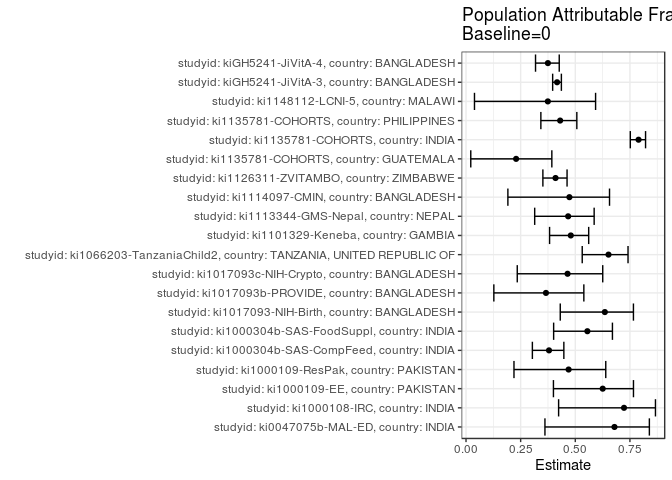 Population Attributable Fra
Baseline=0
studyid: kiGH5241-JiVitA-4, country: BANGLADESH
studyid: kiGH5241-JiVitA-3, country: BANGLADESH
studyid: ki1148112-LCNI-5, country: MALAWI
studyid: ki1135781-COHORTS, country: PHILIPPINES
studyid: ki1135781-COHORTS, country: INDIA
studyid: ki1135781-COHORTS, country: GUATEMALA
studyid: ki1126311-ZVITAMBO, country: ZIMBABWE
studyid: ki1114097-CMIN, country: BANGLADESH
studyid: ki1113344-GMS-Nepal, country: NEPAL
studyid: ki1101329-Keneba, country: GAMBIA
studyid: ki1066203-TanzaniaChild2, country: TANZANIA, UNITED REPUBLIC OF
studyid: ki1017093c-NIH-Crypto, country: BANGLADESH
studyid: ki1017093b-PROVIDE, country: BANGLADESH
studyid: ki1017093-NIH-Birth, country: BANGLADESH
studyid: ki1000304b-SAS-FoodSuppl, country: INDIA
studyid: ki1000304b-SAS-CompFeed, country: INDIA
studyid: ki1000109-ResPak, country: PAKISTAN
studyid: ki1000109-EE, country: PAKISTAN
studyid: ki1000108-IRC, country: INDIA
studyid: ki0047075b-MAL-ED, country: INDIA
0.00 0.25 0.50 0.75
Estimate